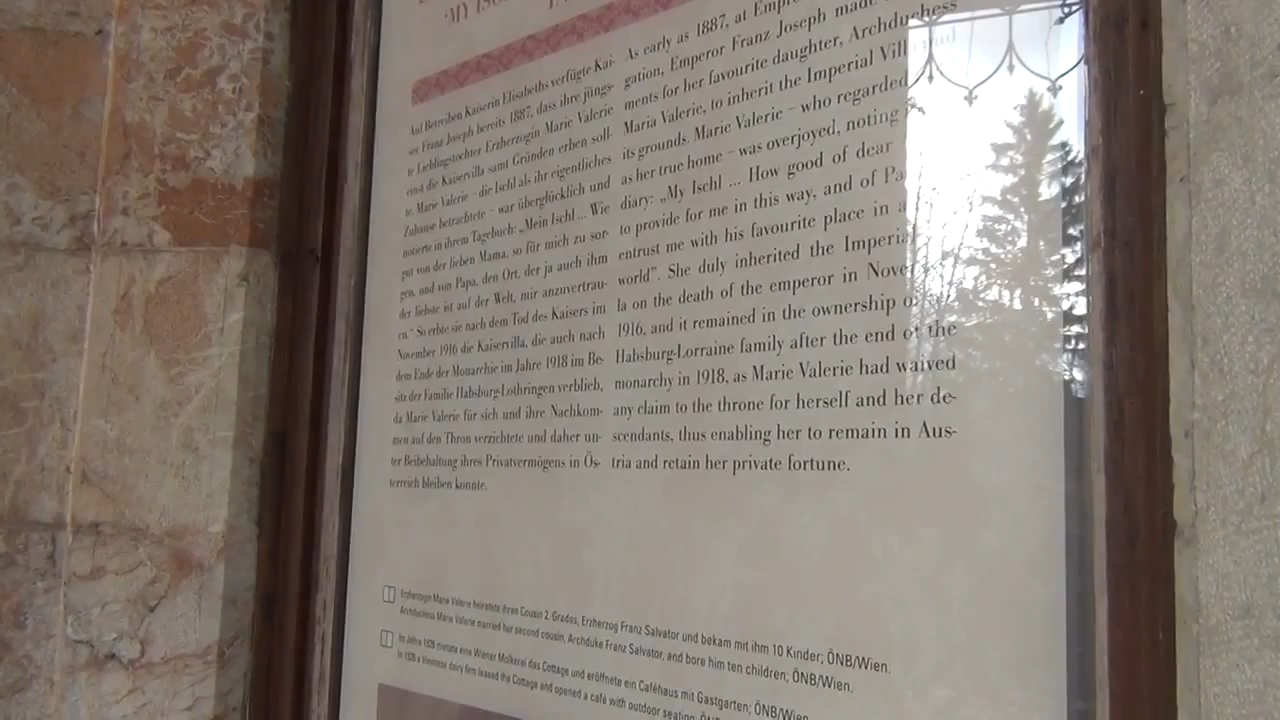 'MY ISCHL
Auf Betreiben Kaiserin Elisabeths verfügte Kai-
ser Franz Joseph bereits 1887, dass ihre jüngs-
te Lieblingstochter Erzherzogin Marie Valerie
einst die Kaiservilla samt Gründen erben soll-
te. Marie Valerie – die Ischl als ihr eigentliches
Zuhause betrachtete – war überglücklich und
notierte in ihrem Tagebuch: „Mein Ischl ... Wie
gut von der lieben Mama, so für mich zu sor-
gen, und von Papa, den Ort, der ja auch ihm
der liebste ist auf der Welt, mir anzuvertrau-
en.“ So erbte sie nach dem Tod des Kaisers im
November 1916 die Kaiservilla, die auch nach
dem Ende der Monarchie im Jahre 1918 im Be-
sitz der Familie Habsburg-Lothringen verblieb,
da Marie Valerie für sich und ihre Nachkom-
men auf den Thron verzichtete und daher un-
ter Beibehaltung ihres Privatvermögens in Ös-
terreich bleiben konnte.
As early as 1887, at
gation, Emperor Franz Joseph made
ments for her favourite daughter, Archduchess
Maria Valerie, to inherit the Imperial Villa and
its grounds. Marie Valerie – who regarded
as her true home – was overjoyed, noting
diary: „My Ischl ... How good of dear
to provide for me in this way, and of
entrust me with his favourite place in
world”. She duly inherited the Imperial
la on the death of the emperor in
1916, and it remained in the ownership
Habsburg-Lorraine family after the end of the
monarchy in 1918, as Marie Valerie had waived
any claim to the throne for herself and her de-
scendants, thus enabling her to remain in Aus-
tria and retain her private fortune.
Erzherzogin Marie Valerie heiratete ihren Cousin 2. Grades, Erzherzog Franz Salvator und bekam mit ihm 10 Kinder; ÖNB/Wien.
Archduchess Marie Valerie married her second cousin, Archduke Franz Salvator, and bore him ten children; ÖNB/Wien.
Im Jahre 1928 mietete eine Wiener Molkerei das Cottage und eröffnete ein Caféhaus mit Gastgarten; ÖNB/Wien.
In 1928 a Viennese dairy firm leased the Cottage and opened a café with outdoor seating;